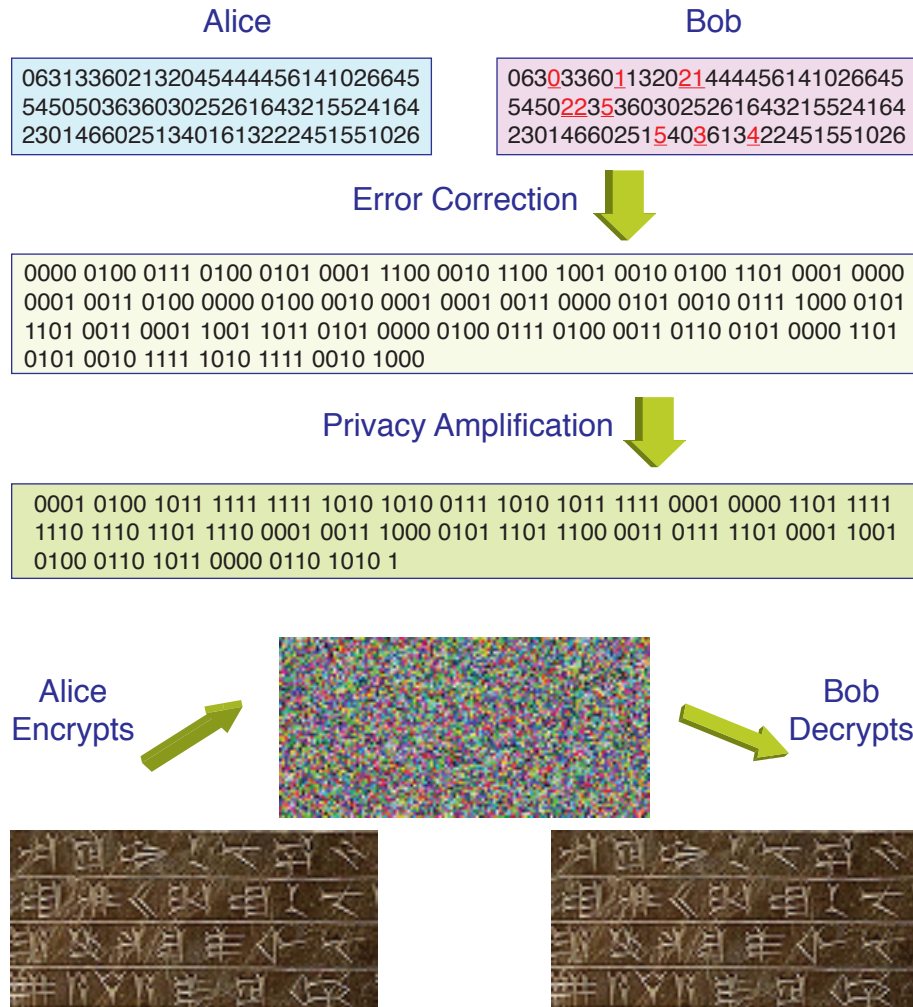 Alice
Bob
063133602132045444456141026645
545050363603025261643215524164
230146602513401613222451551026
063033601132021444456141026645
545022353603025261643215524164
230146602515403613422451551026
Error Correction
0000 0100 0111 0100 0101 0001 1100 0010 1100 1001 0010 0100 1101 0001 0000
0001 0011 0100 0000 0100 0010 0001 0001 0011 0000 0101 0010 0111 1000 0101
1101 0011 0001 1001 1011 0101 0000 0100 0111 0100 0011 0110 0101 0000 1101
0101 0010 1111 1010 1111 0010 1000
Privacy Amplification
0001 0100 1011 1111 1111 1010 1010 0111 1010 1011 1111 0001 0000 1101 1111
1110 1110 1101 1110 0001 0011 1000 0101 1101 1100 0011 0111 1101 0001 1001
0100 0110 1011 0000 0110 1010 1
Alice
Encrypts
Bob
Decrypts